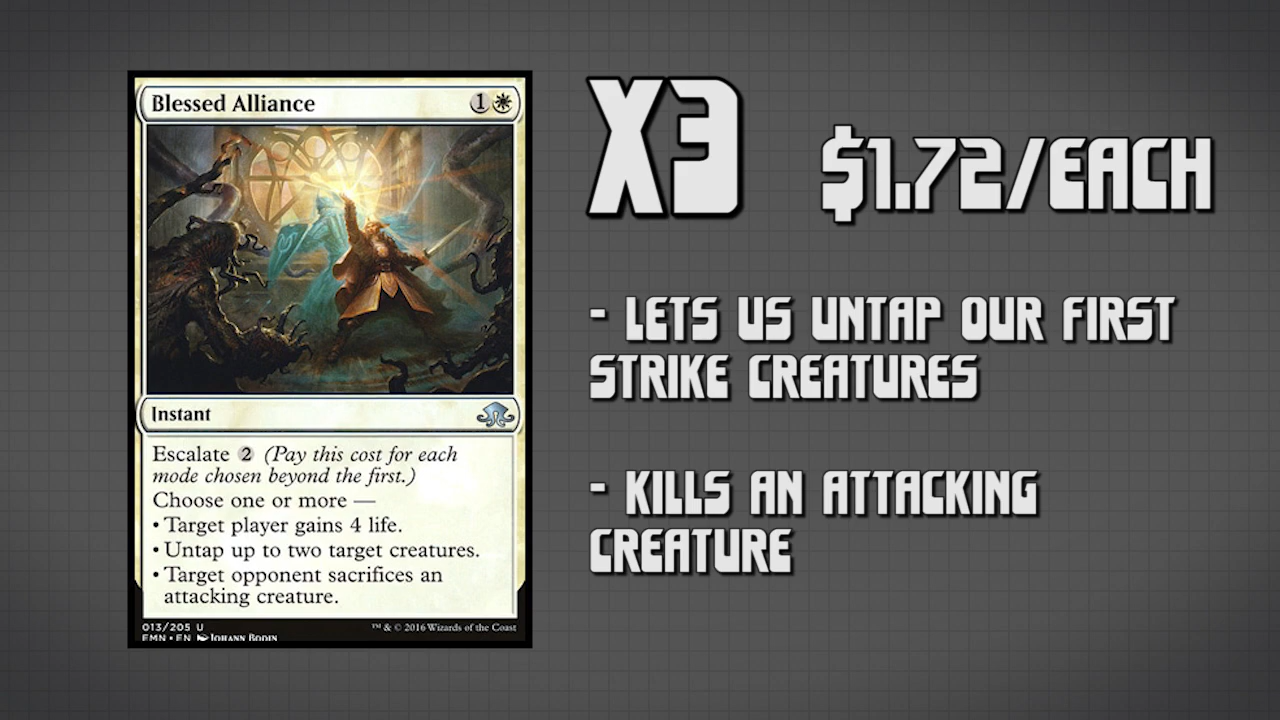 Blessed Alliance 1
X3
$1.72/EACH
- LETS US UNTAP OUR FIRST
STRIKE CREATURES
- KILLS AN ATTACKING
CREATURE
Instant
Escalate 2 (Pay this cost for each
mode chosen beyond the first.)
Choose one or more —
• Target player gains 4 life.
• Untap up to two target creatures.
• Target opponent sacrifices an
attacking creature.
013/205 U
EMN • EN Johann Bodin
™ & © 2016 Wizards of the Coast